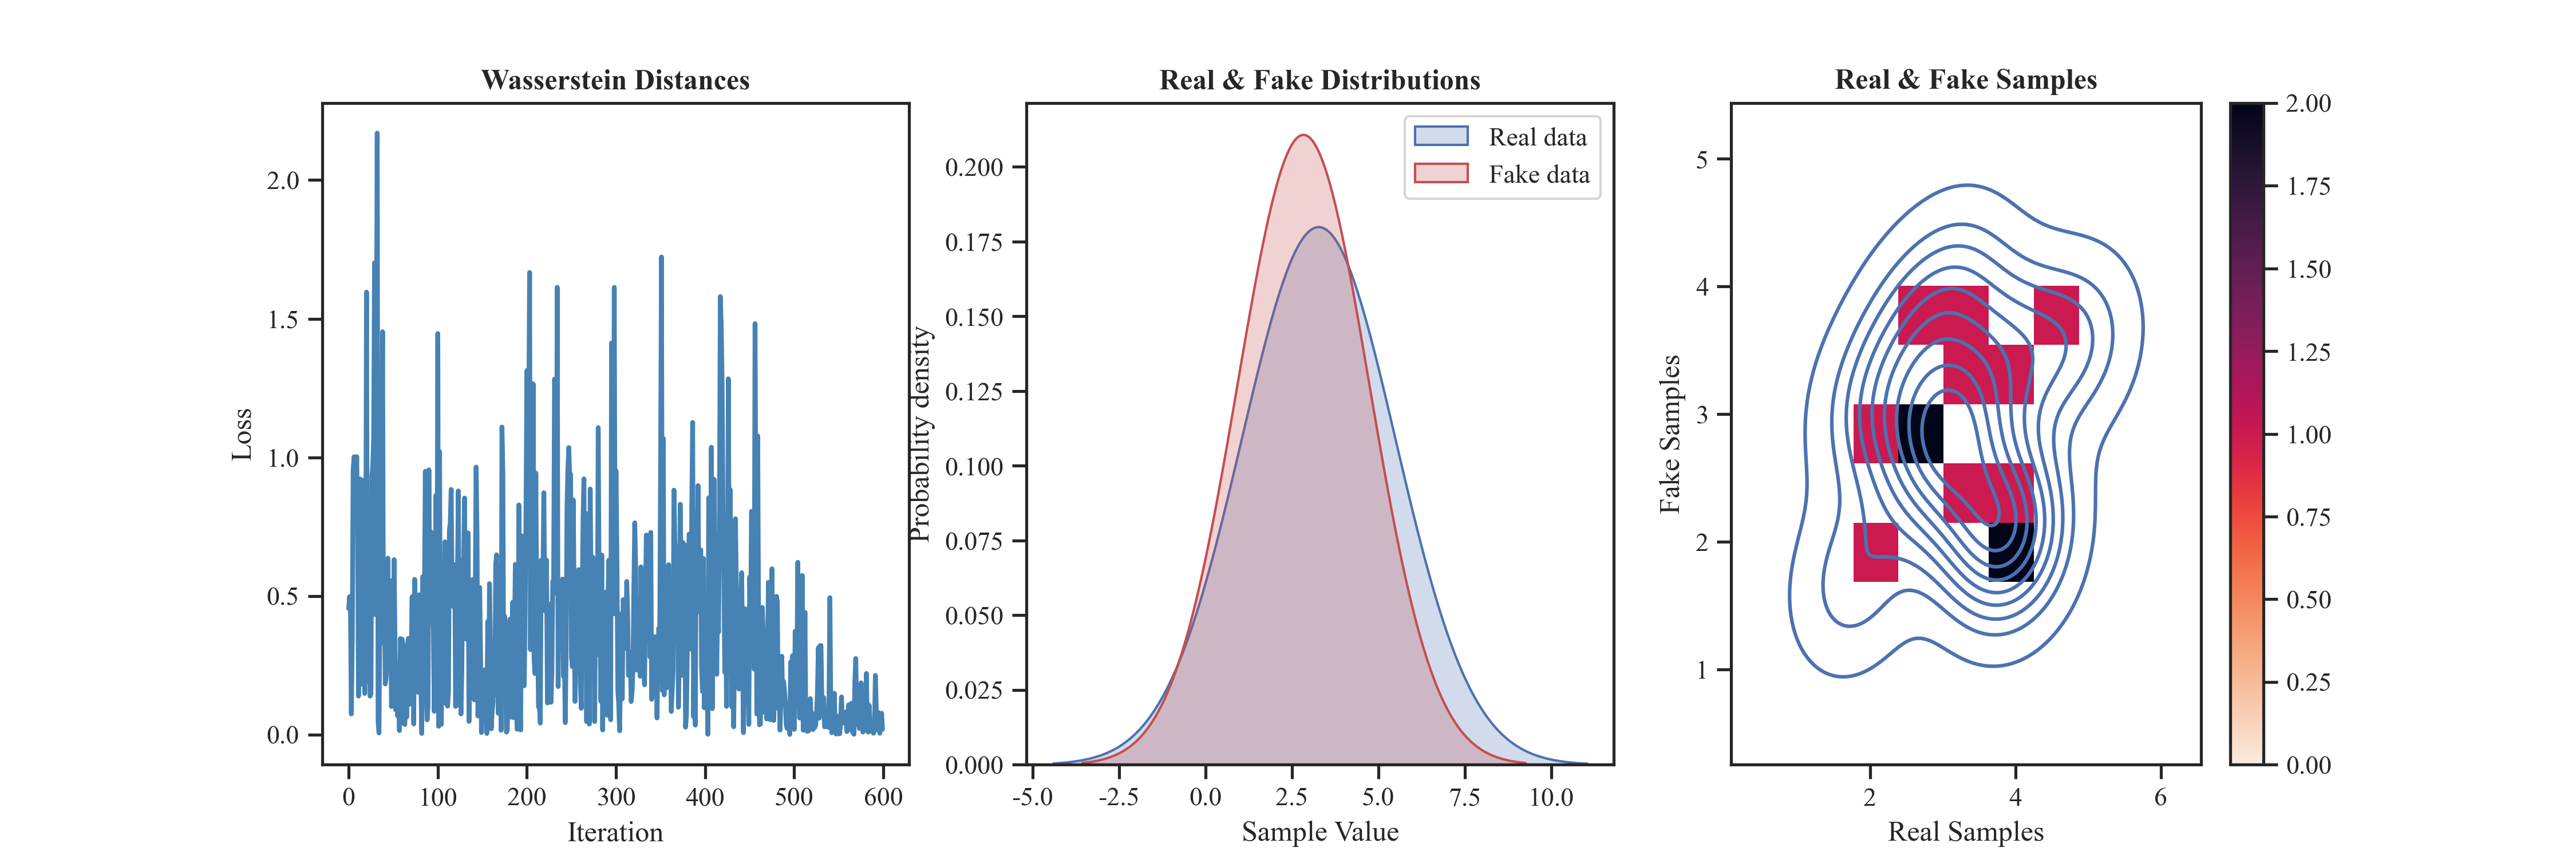 Wasserstein Distances
2.0
1.5
1.0
0.5
0.0
Loss
0 100 200 300 400 500 600
Iteration
Real & Fake Distributions
Real data
Fake data
0.200
0.175
0.150
0.125
0.100
0.075
0.050
0.025
0.000
Probability density
-5.0 -2.5 0.0 2.5 5.0 7.5 10.0
Sample Value
Real & Fake Samples
5
4
3
2
1
Fake Samples
2 4 6
Real Samples
2.00
1.75
1.50
1.25
1.00
0.75
0.50
0.25
0.00